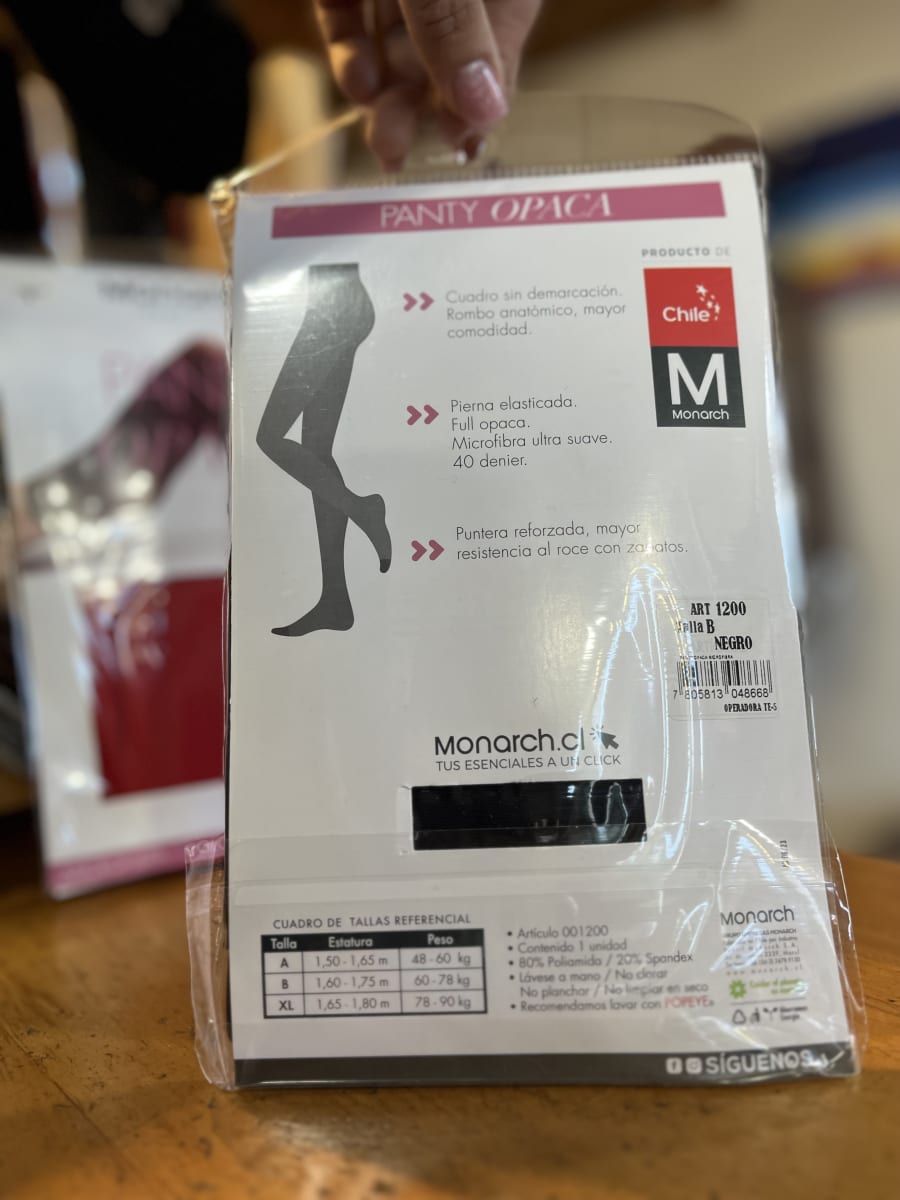 PANTY OPACA
PRODUCTO DE
Chile
M
Monarch
Cuadro sin demarcación.
Rombo anatómico, mayor
comodidad.
Pierna elasticada.
Full opaca.
Microfibra ultra suave.
40 denier.
Puntera reforzada, mayor
resistencia al roce con zapatos.
ART 1200
Talla B
NEGRO
7 805813 048668
OPERADORA TE-5
Monarch.cl
TUS ESENCIALES A UN CLICK
CUADRO DE TALLAS REFERENCIAL
Talla Estatura Peso
A 1,50 - 1,65 m 48 - 60 kg
B 1,60 - 1,75 m 60 - 78 kg
XL 1,65 - 1,80 m 78 - 90 kg
• Artículo 001200
• Contenido 1 unidad
• 80% Poliamida / 20% Spandex
• Lávese a mano / No clorar
No planchar / No limpiar en seco
• Recomendamos lavar con POPEYE®
Monarch
www.monarch.cl
SÍGUENOS